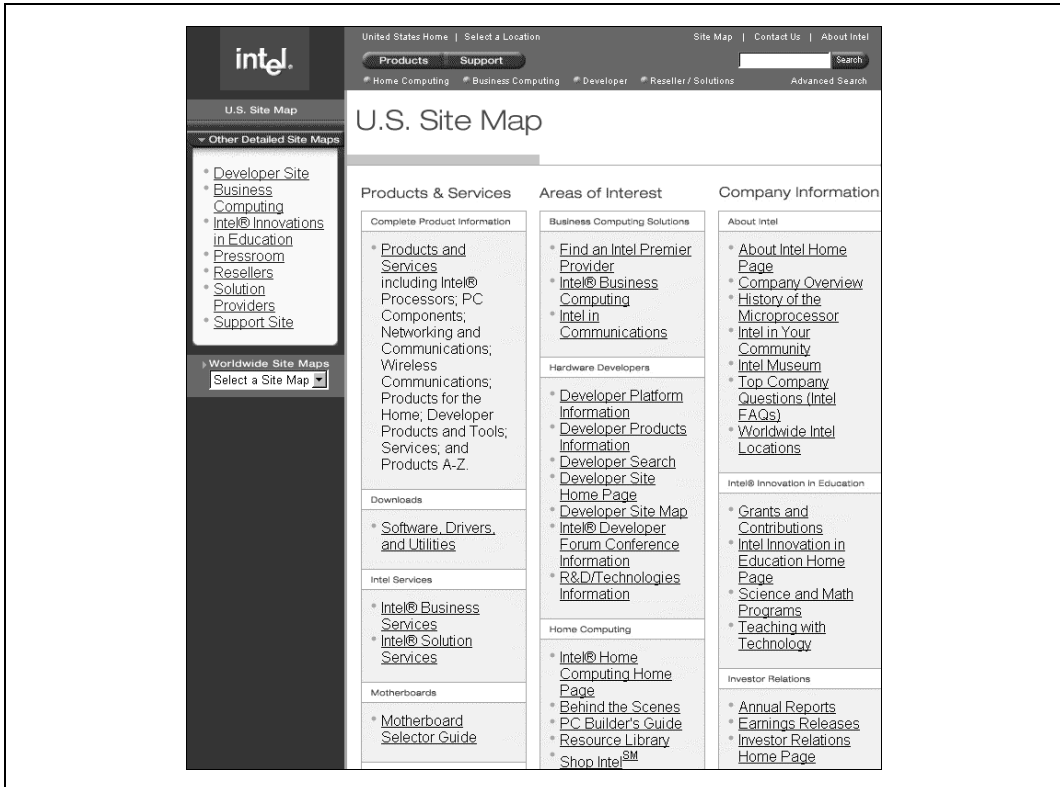 United States Home | Select a Location
Site Map | Contact Us | About Intel
intel.
Products Support
Search
Home Computing Business Computing Developer Reseller / Solutions
Advanced Search
U.S. Site Map
Other Detailed Site Maps
Developer Site
Business
Computing
Intel® Innovations
in Education
Pressroom
Resellers
Solution
Providers
Support Site
Worldwide Site Maps
Select a Site Map
U.S. Site Map
Products & Services
Complete Product Information
Products and
Services
including Intel®
Processors; PC
Components;
Networking and
Communications;
Wireless
Communications;
Products for the
Home; Developer
Products and Tools;
Services; and
Products A-Z.
Downloads
Software, Drivers,
and Utilities
Intel Services
Intel® Business
Services
Intel® Solution
Services
Motherboards
Motherboard
Selector Guide
Areas of Interest
Business Computing Solutions
Find an Intel Premier
Provider
Intel® Business
Computing
Intel in
Communications
Hardware Developers
Developer Platform
Information
Developer Products
Information
Developer Search
Developer Site
Home Page
Developer Site Map
Intel® Developer
Forum Conference
Information
R&D/Technologies
Information
Home Computing
Intel® Home
Computing Home
Page
Behind the Scenes
PC Builder's Guide
Resource Library
Shop Intel SM
Company Information
About Intel
About Intel Home
Page
Company Overview
History of the
Microprocessor
Intel in Your
Community
Intel Museum
Top Company
Questions (Intel
FAQs)
Worldwide Intel
Locations
Intel® Innovation in Education
Grants and
Contributions
Intel Innovation in
Education Home
Page
Science and Math
Programs
Teaching with
Technology
Investor Relations
Annual Reports
Earnings Releases
Investor Relations
Home Page